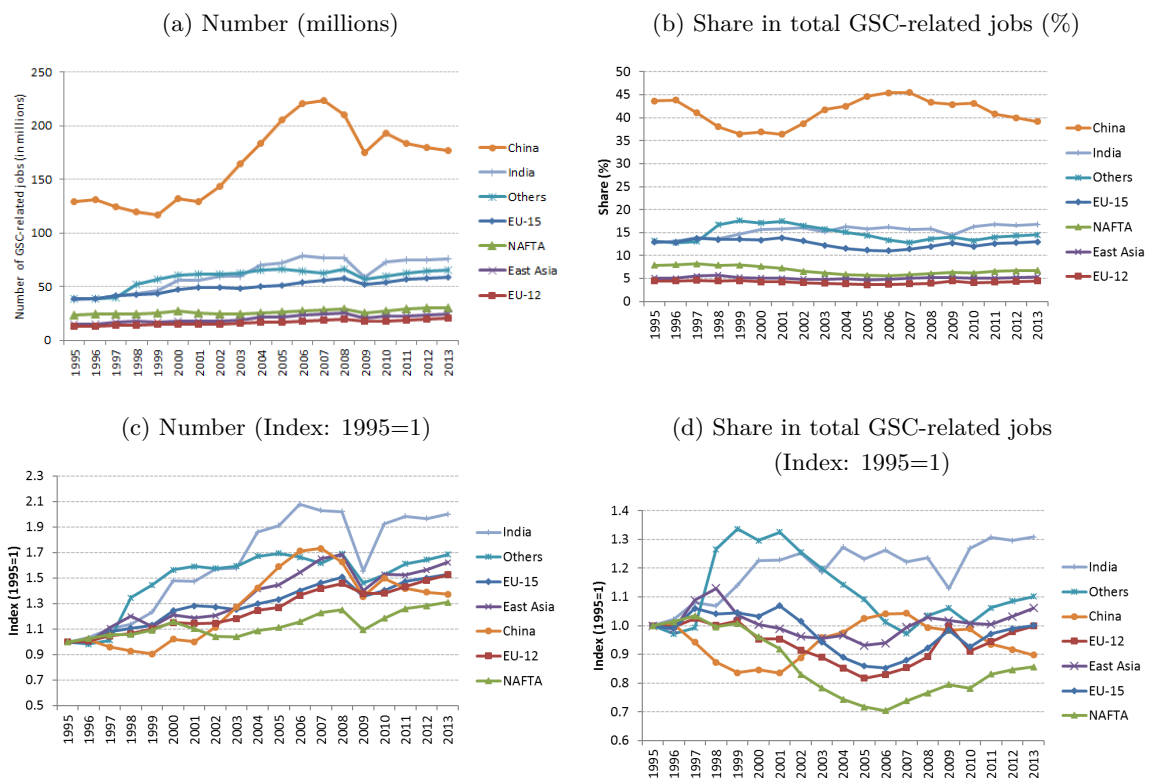 (a) Number (millions)
Number of GSC-related jobs (in millions)
250
200
150
100
50
0
1995 1996 1997 1998 1999 2000 2001 2002 2003 2004 2005 2006 2007 2008 2009 2010 2011 2012 2013
China
India
Others
EU-15
NAFTA
East Asia
EU-12
(b) Share in total GSC-related jobs (%)
Share (%)
50
45
40
35
30
25
20
15
10
5
0
1995 1996 1997 1998 1999 2000 2001 2002 2003 2004 2005 2006 2007 2008 2009 2010 2011 2012 2013
China
India
Others
EU-15
NAFTA
East Asia
EU-12
(c) Number (Index: 1995=1)
Index (1995=1)
2.3
2.1
1.9
1.7
1.5
1.3
1.1
0.9
0.7
0.5
1995 1996 1997 1998 1999 2000 2001 2002 2003 2004 2005 2006 2007 2008 2009 2010 2011 2012 2013
India
Others
EU-15
East Asia
China
EU-12
NAFTA
(d) Share in total GSC-related jobs
(Index: 1995=1)
Index (1995=1)
1.4
1.3
1.2
1.1
1.0
0.9
0.8
0.7
0.6
1995 1996 1997 1998 1999 2000 2001 2002 2003 2004 2005 2006 2007 2008 2009 2010 2011 2012 2013
India
Others
China
EU-12
East Asia
EU-15
NAFTA